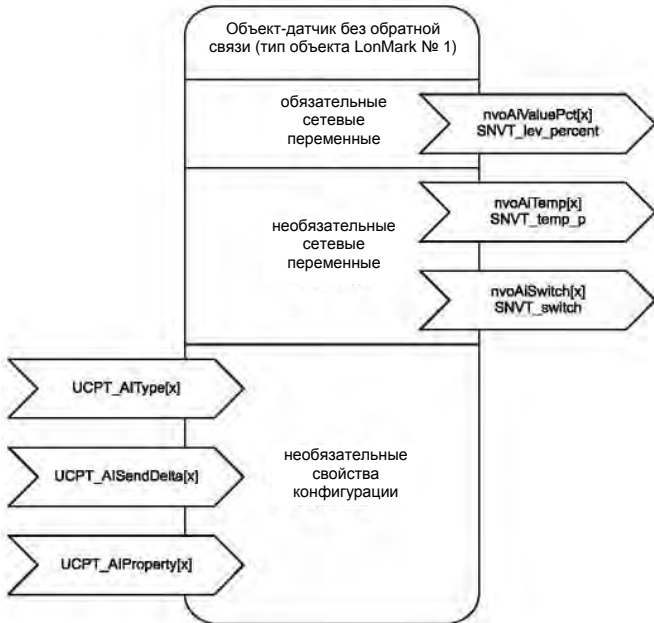 Объект-датчик без обратной
связи (тип объекта LonMark № 1)
обязательные
сетевые
переменные
nvoAiValuePct[x]
SNVT_lev_percent
необязательные
сетевые
переменные
nvoAiTemp[x]
SNVT_temp_p
nvoAiSwitch[x]
SNVT_switch
необязательные
свойства
конфигурации
UCPT_AIType[x]
UCPT_AISendDelta[x]
UCPT_AIProperty[x]